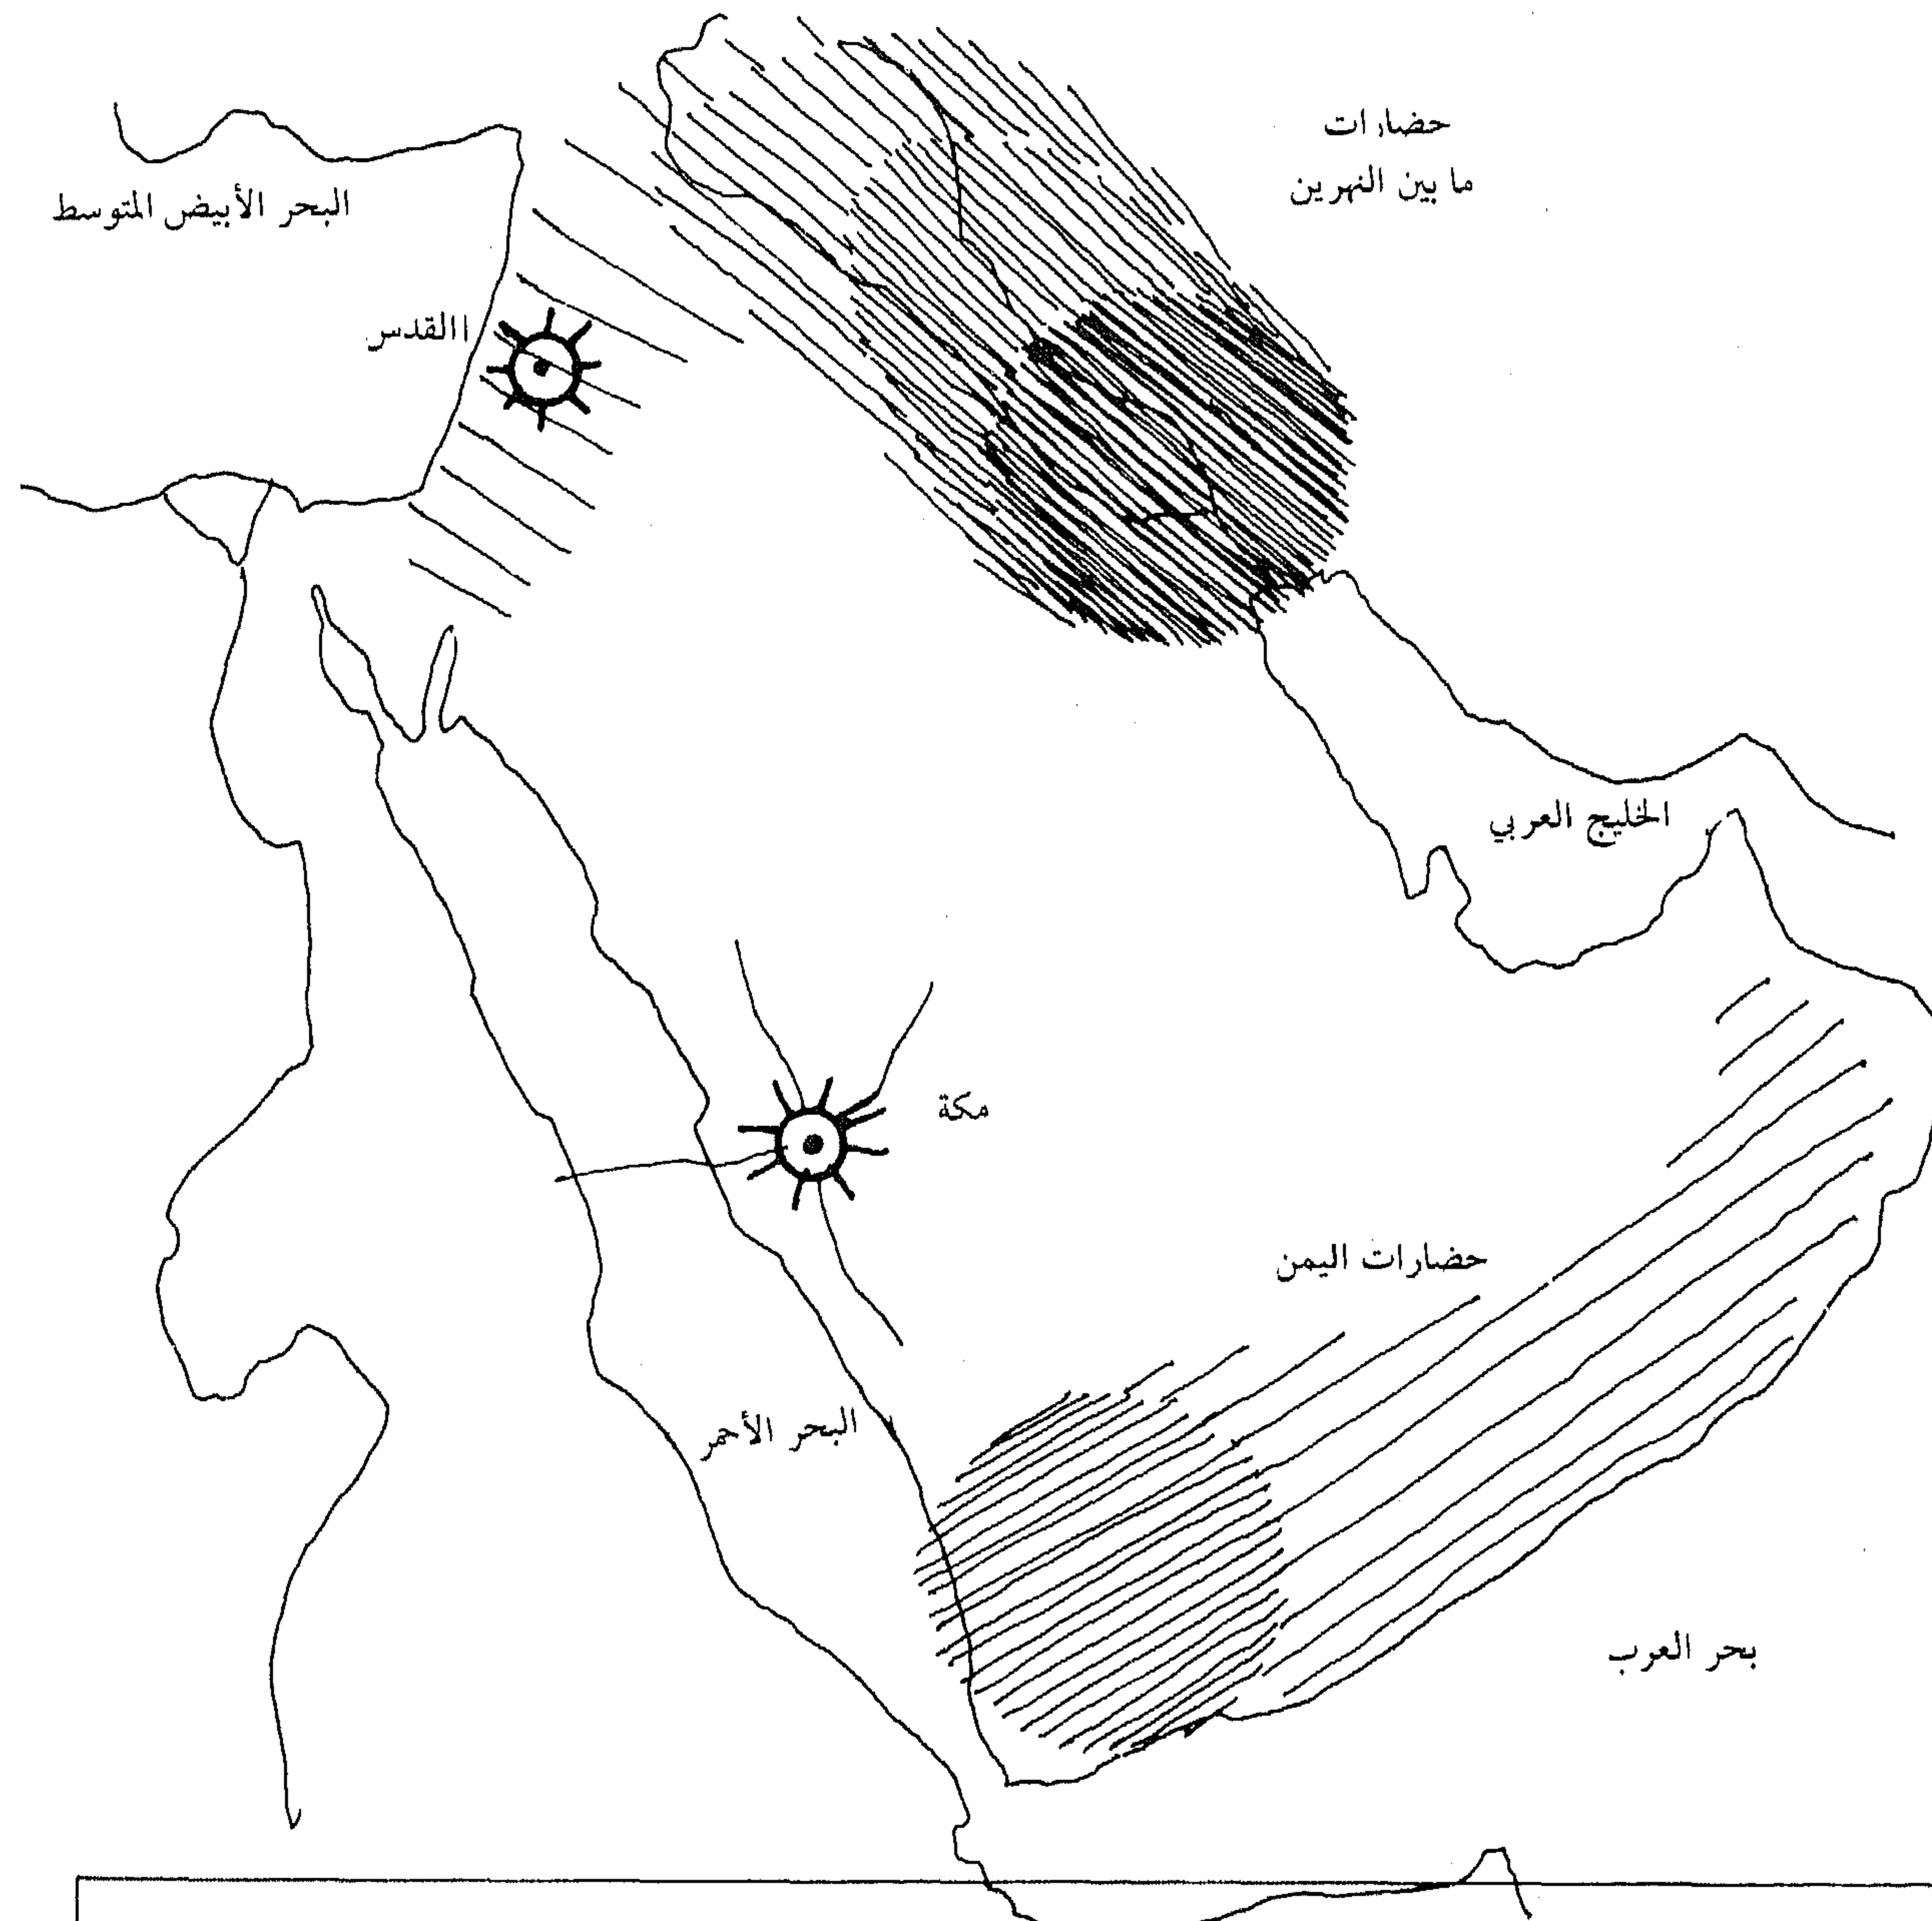 حضارات
ما بين النهرين
البحر الأبيض المتوسط
االقدس
الخليج العربي
مكة
حضارات اليمن
البحر الأحمر
بحر العرب